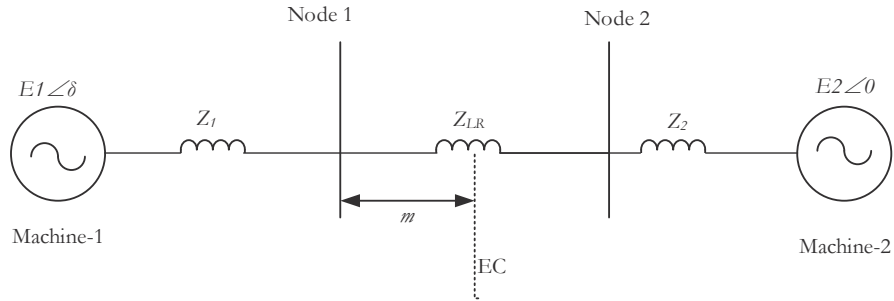 Node 1
Node 2
E1∠δ
E2∠0
Z1
ZLR
Z2
m
Machine-1
Machine-2
EC